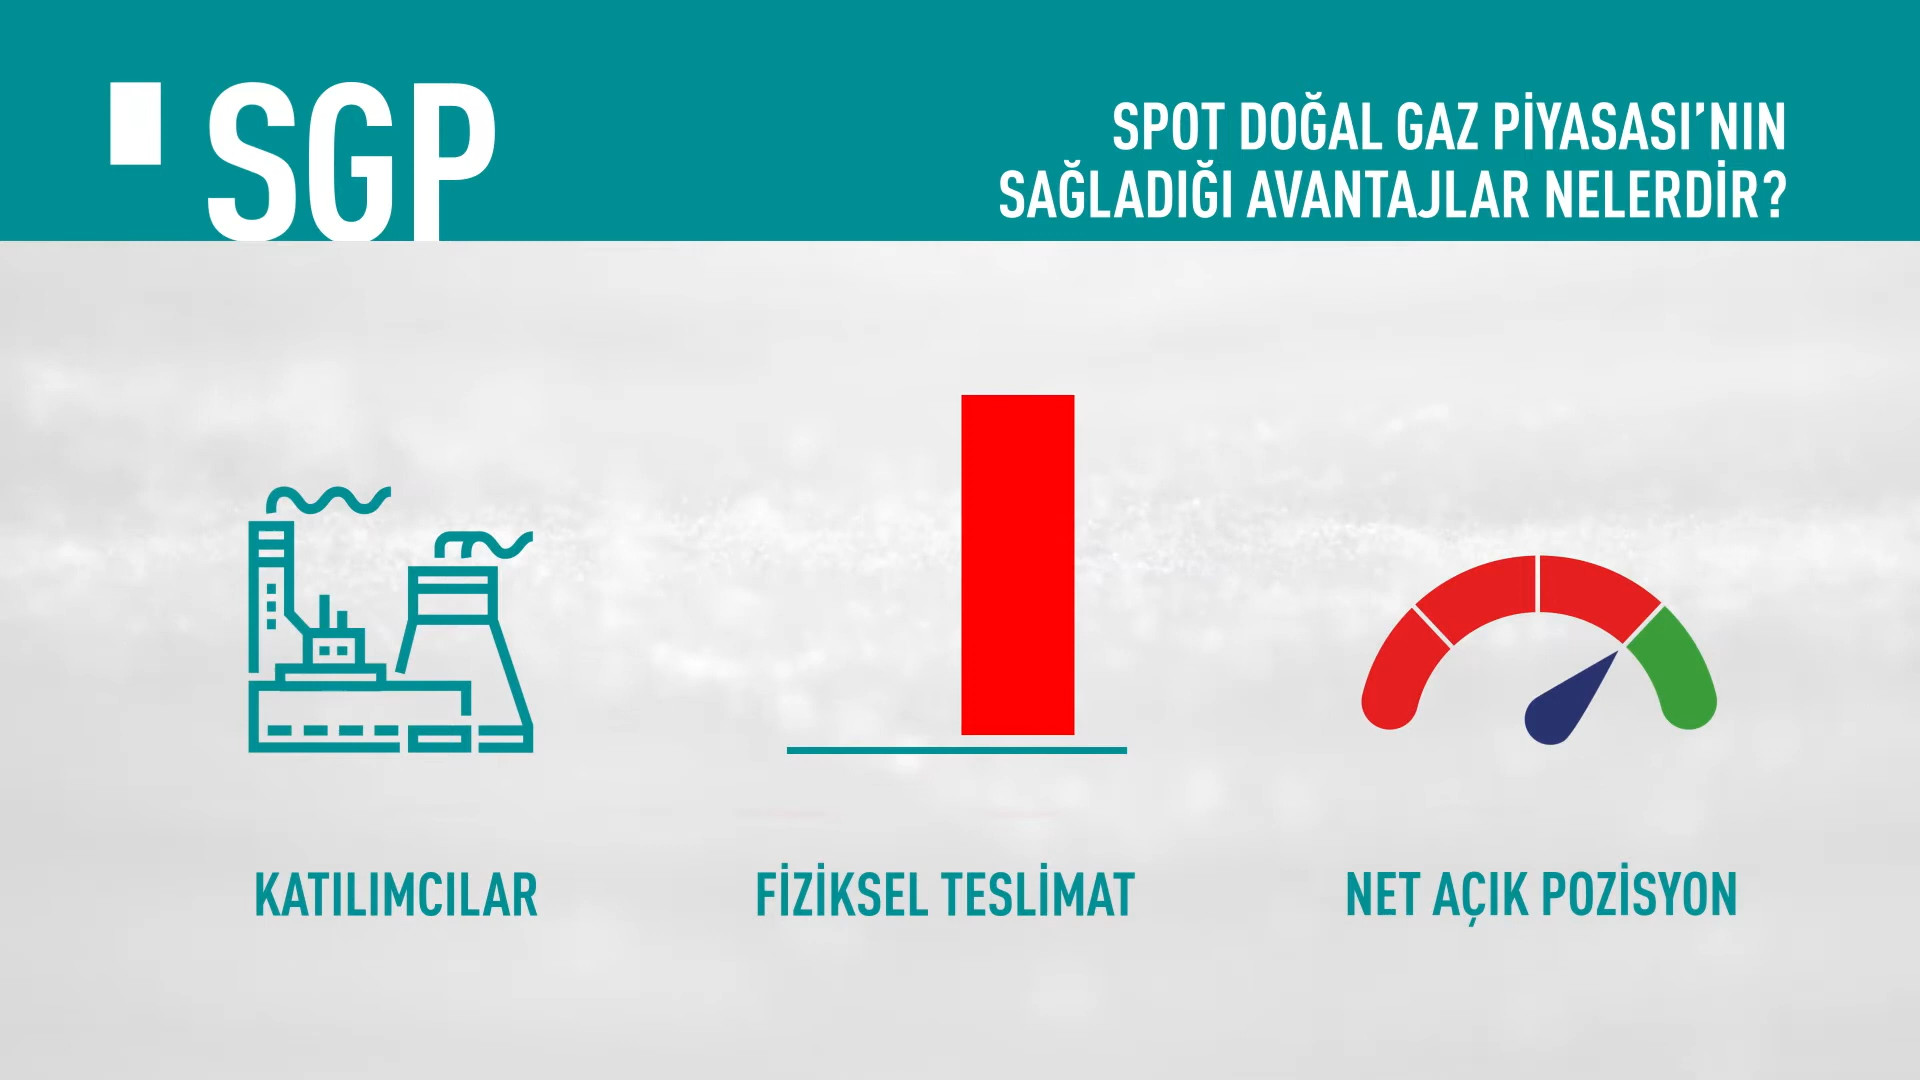 SGP
SPOT DOĞAL GAZ PİYASASI’NIN
SAĞLADIĞI AVANTAJLAR NELERDİR?
KATILIMCILAR
FİZİKSEL TESLİMAT
NET AÇIK POZİSYON